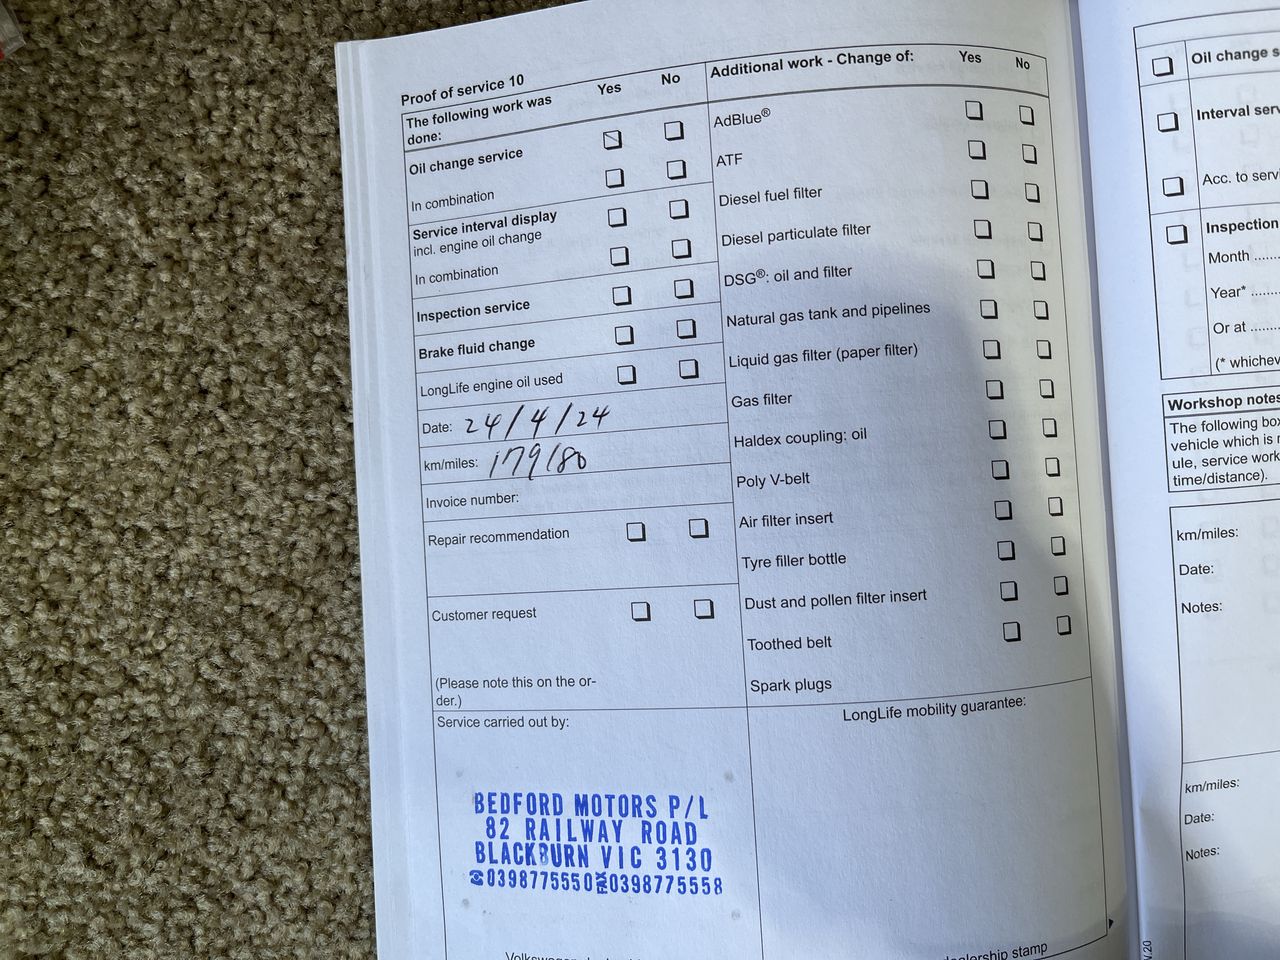 Proof of service 10
The following work was done: Yes No
Oil change service
In combination
Service interval display
incl. engine oil change
In combination
Inspection service
Brake fluid change
LongLife engine oil used
Date: 24/4/24
km/miles: 179180
Invoice number:
Repair recommendation
Customer request
(Please note this on the or-
der.)
Service carried out by:
BEDFORD MOTORS P/L
82 RAILWAY ROAD
BLACKBURN VIC 3130
☎0398775550 FAX 0398775558
Additional work - Change of: Yes No
AdBlue®
ATF
Diesel fuel filter
Diesel particulate filter
DSG®: oil and filter
Natural gas tank and pipelines
Liquid gas filter (paper filter)
Gas filter
Haldex coupling: oil
Poly V-belt
Air filter insert
Tyre filler bottle
Dust and pollen filter insert
Toothed belt
Spark plugs
LongLife mobility guarantee:
stamp
Oil change
Interval
Acc. to
Inspection
Month ........
Year* ........
Or at ........
(*
Workshop notes
The following
vehicle which is
ule, service
time/distance).
km/miles:
Date:
Notes:
km/miles:
Date:
Notes: